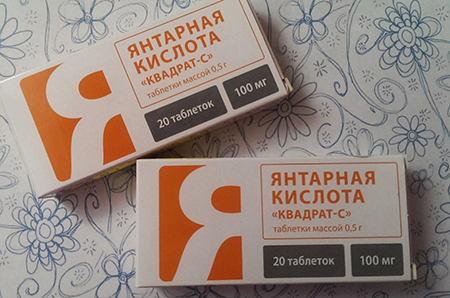 Я
ЯНТАРНАЯ
КИСЛОТА
«КВАДРАТ-С»
таблетки массой 0,5 г
20 таблеток
100 мг
Я
ЯНТАРНАЯ
КИСЛОТА
«КВАДРАТ-С»
таблетки массой 0,5 г
20 таблеток
100 мг